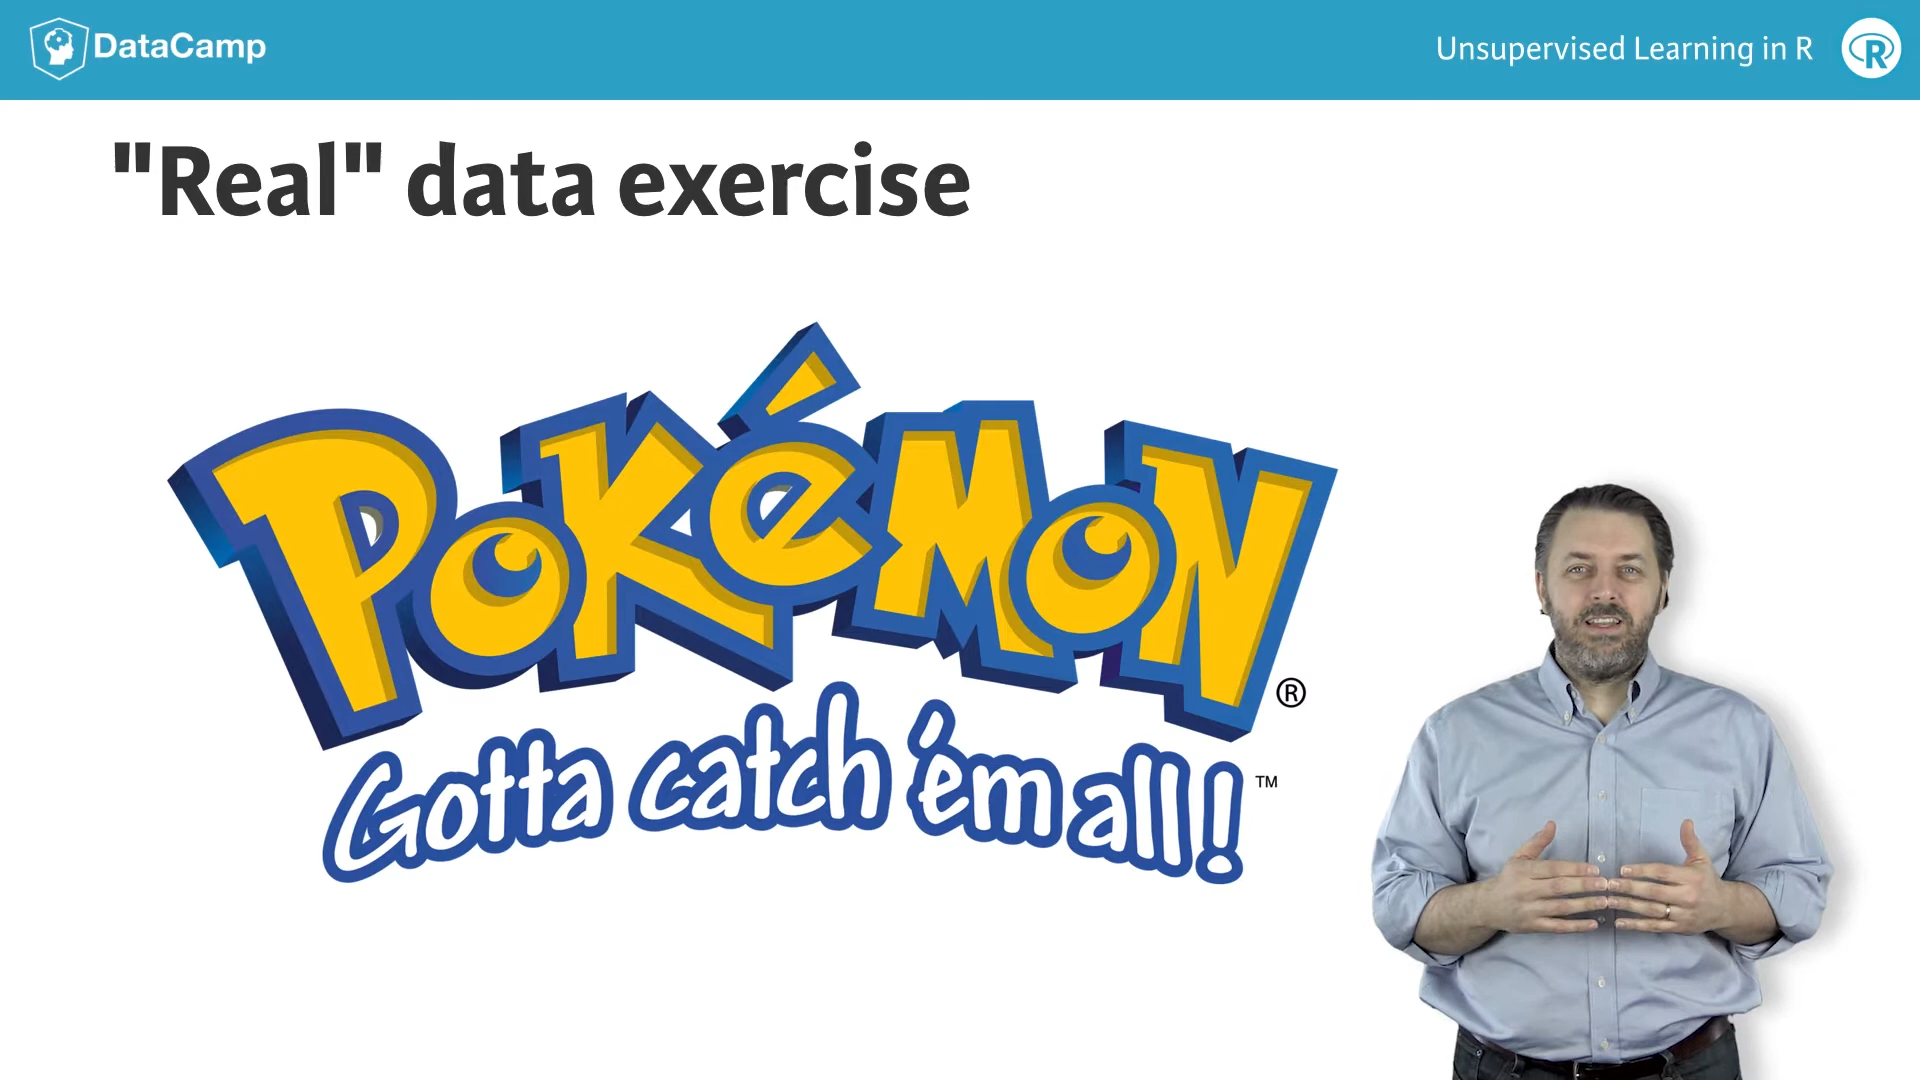 DataCamp
Unsupervised Learning in R
R
"Real" data exercise
Pokémon
®
Gotta catch 'em all!
™